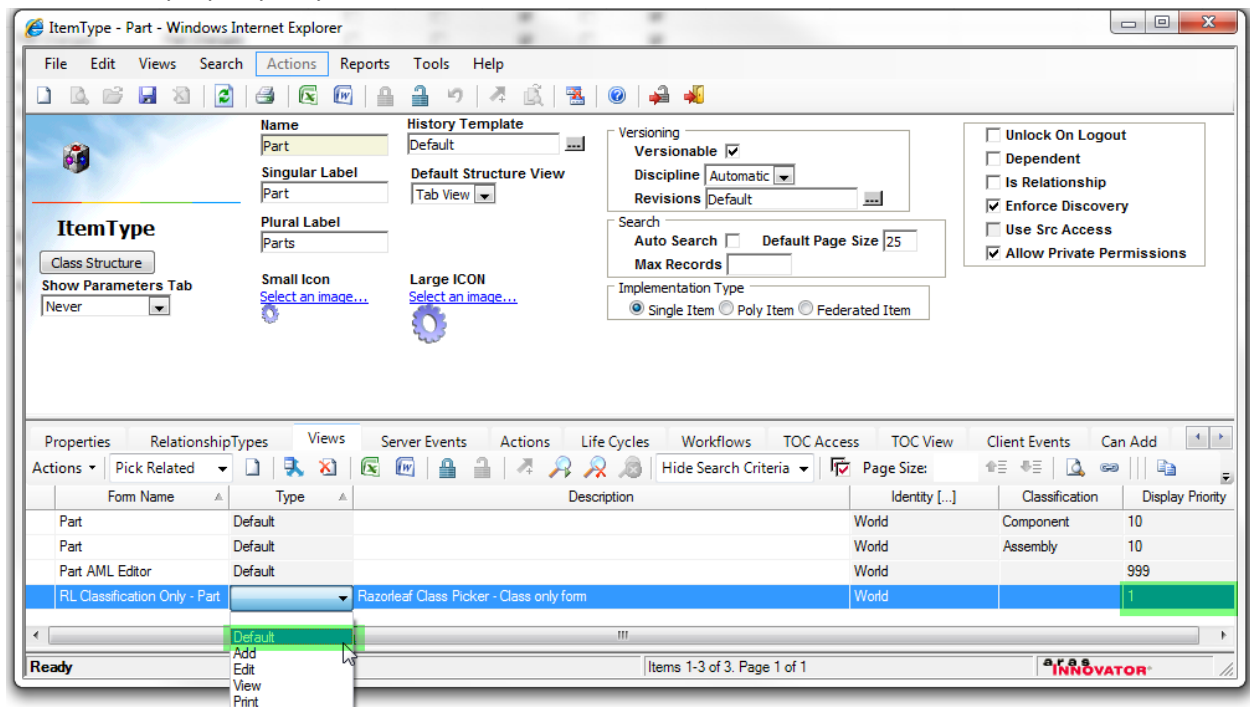 ItemType - Part - Windows Internet Explorer
File Edit Views Search Actions Reports Tools Help
ItemType
Class Structure
Show Parameters Tab
Never
Name
Part
Singular Label
Part
Plural Label
Parts
Small Icon
Select an image...
History Template
Default ...
Default Structure View
Tab View
Large ICON
Select an image...
Versioning
Versionable
Discipline Automatic
Revisions Default ...
Search
Auto Search Default Page Size 25
Max Records
Implementation Type
Single Item Poly Item Federated Item
Unlock On Logout
Dependent
Is Relationship
Enforce Discovery
Use Src Access
Allow Private Permissions
Properties RelationshipTypes Views Server Events Actions Life Cycles Workflows TOC Access TOC View Client Events Can Add
Actions Pick Related Hide Search Criteria Page Size:
Form Name Type Description Identity [...] Classification Display Priority
Part Default World Component 10
Part Default World Assembly 10
Part AML Editor Default World 999
RL Classification Only - Part Razorleaf Class Picker - Class only form World 1
Default
Add
Edit
View
Print
Ready Items 1-3 of 3. Page 1 of 1 aras INNOVATOR